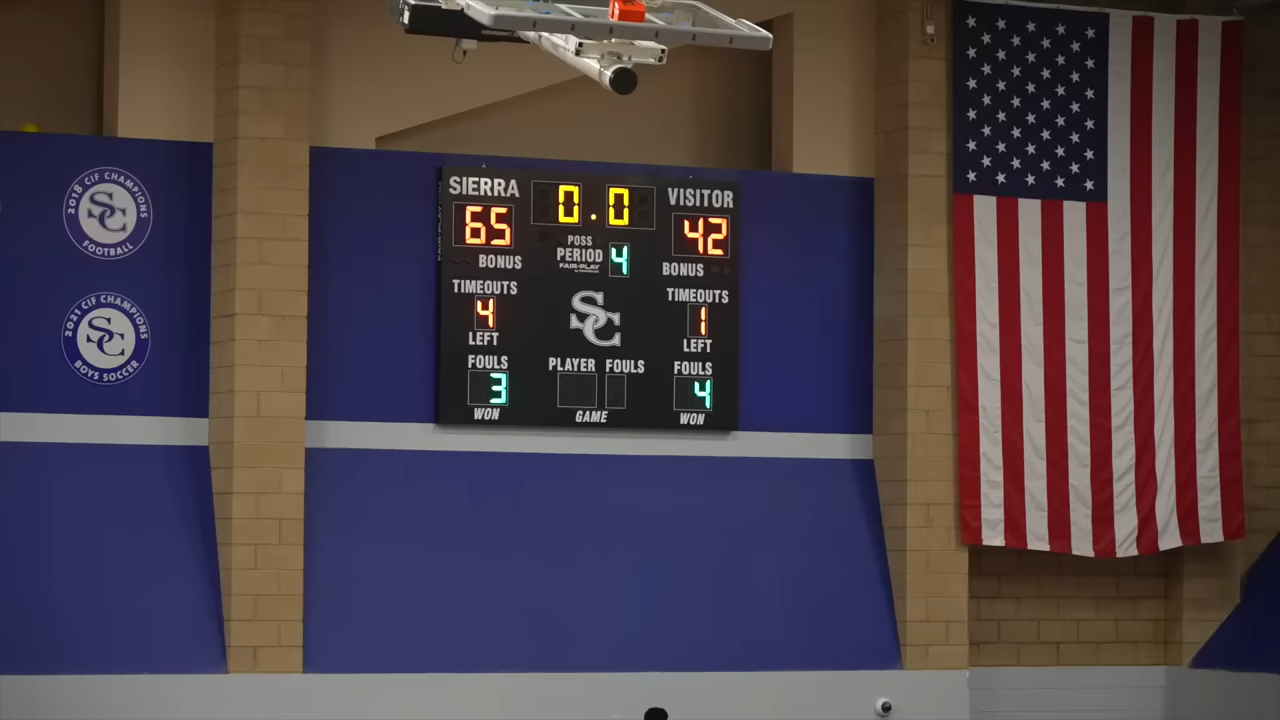 2018 CIF CHAMPIONS
SC
FOOTBALL
2021 CIF CHAMPIONS
SC
BOYS SOCCER
SIERRA
0.0
VISITOR
65
42
POSS
PERIOD
4
FAIR-PLAY
BONUS
BONUS
TIMEOUTS
TIMEOUTS
4
1
SC
LEFT
LEFT
FOULS
PLAYER FOULS
FOULS
3
4
WON
GAME
WON